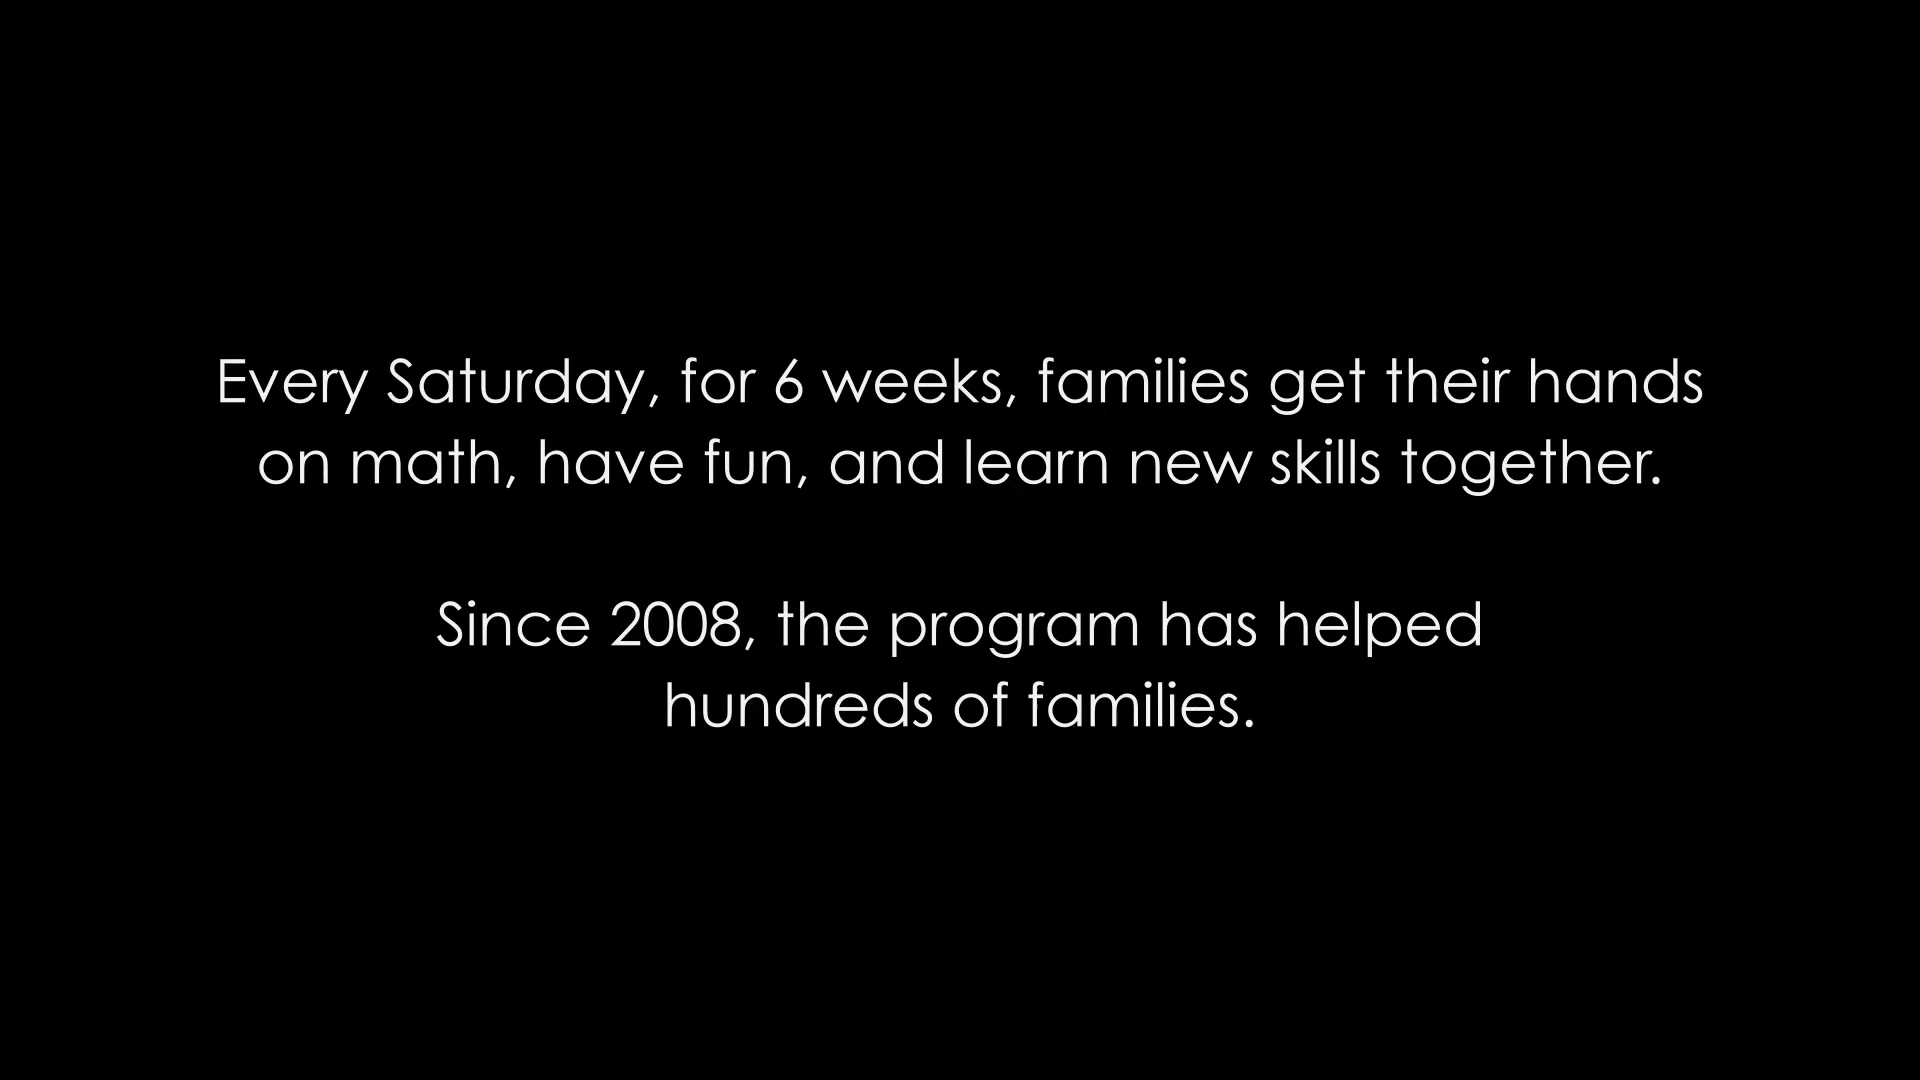 Every Saturday, for 6 weeks, families get their hands
on math, have fun, and learn new skills together.
Since 2008, the program has helped
hundreds of families.